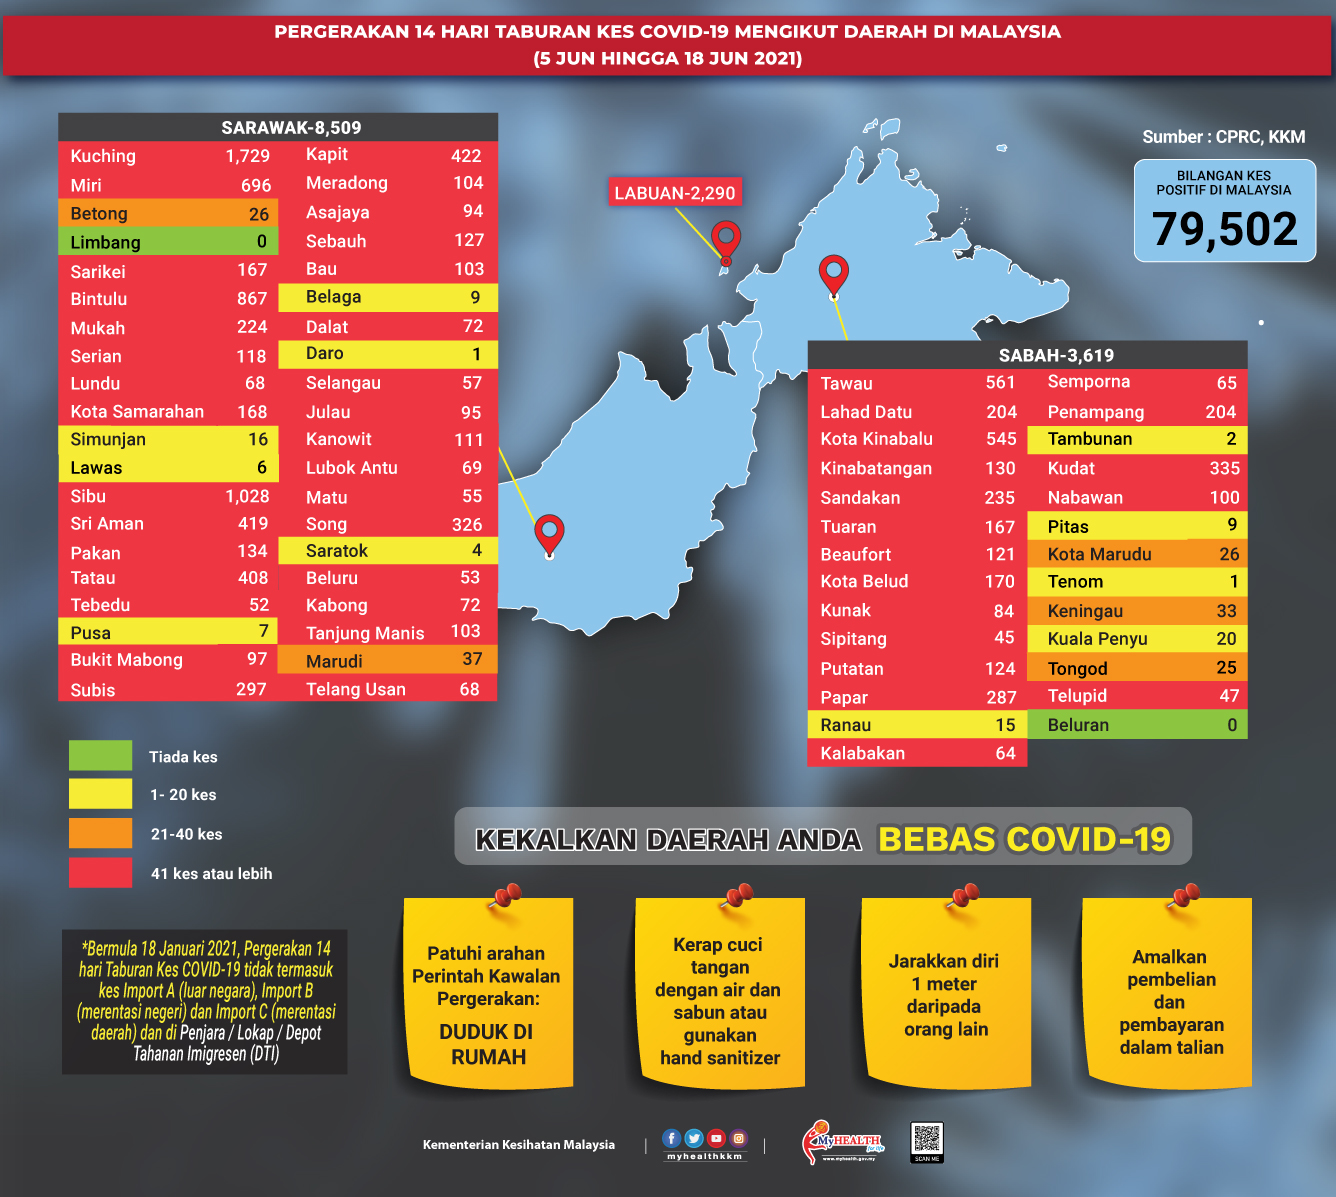 PERGERAKAN 14 HARI TABURAN KES COVID-19 MENGIKUT DAERAH DI MALAYSIA
(5 JUN HINGGA 18 JUN 2021)
Sumber : CPRC, KKM
BILANGAN KES
POSITIF DI MALAYSIA
79,502
LABUAN-2,290
SARAWAK-8,509
Kuching 1,729 Kapit 422
Miri 696 Meradong 104
Betong 26 Asajaya 94
Limbang 0 Sebauh 127
Sarikei 167 Bau 103
Bintulu 867 Belaga 9
Mukah 224 Dalat 72
Serian 118 Daro 1
Lundu 68 Selangau 57
Kota Samarahan 168 Julau 95
Simunjan 16 Kanowit 111
Lawas 6 Lubok Antu 69
Sibu 1,028 Matu 55
Sri Aman 419 Song 326
Pakan 134 Saratok 4
Tatau 408 Beluru 53
Tebedu 52 Kabong 72
Pusa 7 Tanjung Manis 103
Bukit Mabong 97 Marudi 37
Subis 297 Telang Usan 68
SABAH-3,619
Tawau 561 Semporna 65
Lahad Datu 204 Penampang 204
Kota Kinabalu 545 Tambunan 2
Kinabatangan 130 Kudat 335
Sandakan 235 Nabawan 100
Tuaran 167 Pitas 9
Beaufort 121 Kota Marudu 26
Kota Belud 170 Tenom 1
Kunak 84 Keningau 33
Sipitang 45 Kuala Penyu 20
Putatan 124 Tongod 25
Papar 287 Telupid 47
Ranau 15 Beluran 0
Kalabakan 64
Tiada kes
1- 20 kes
21-40 kes
41 kes atau lebih
*Bermula 18 Januari 2021, Pergerakan 14
hari Taburan Kes COVID-19 tidak termasuk
kes Import A (luar negara), Import B
(merentasi negeri) dan Import C (merentasi
daerah) dan di Penjara / Lokap / Depot
Tahanan Imigresen (DTI)
KEKALKAN DAERAH ANDA BEBAS COVID-19
Patuhi arahan
Perintah Kawalan
Pergerakan:
DUDUK DI
RUMAH
Kerap cuci
tangan
dengan air dan
sabun atau
gunakan
hand sanitizer
Jarakkan diri
1 meter
daripada
orang lain
Amalkan
pembelian
dan
pembayaran
dalam talian
Kementerian Kesihatan Malaysia
myhealthkkm
MyHEALTH
for life
www.myhealth.gov.my
SCAN ME